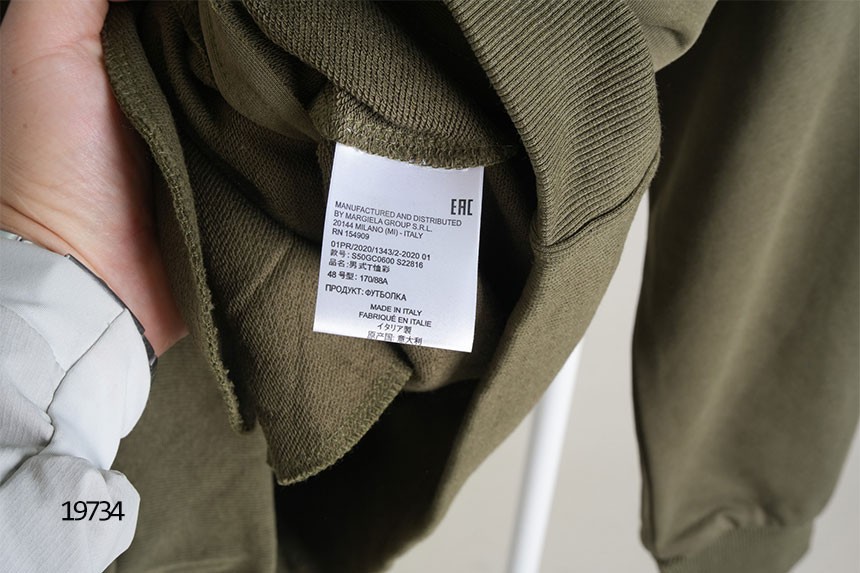 EAC
MANUFACTURED AND DISTRIBUTED
BY MARGIELA GROUP S.R.L.
20144 MILANO (MI) - ITALY
RN 154909
01PR/2020/1343/2-2020 01
款号: S50GC0600 S22816
品名: 男式T恤彩
48 号型: 170/88A
ПРОДУКТ: ФУТБОЛКА
MADE IN ITALY
FABRIQUÉ EN ITALIE
イタリア製
原产国: 意大利
19734